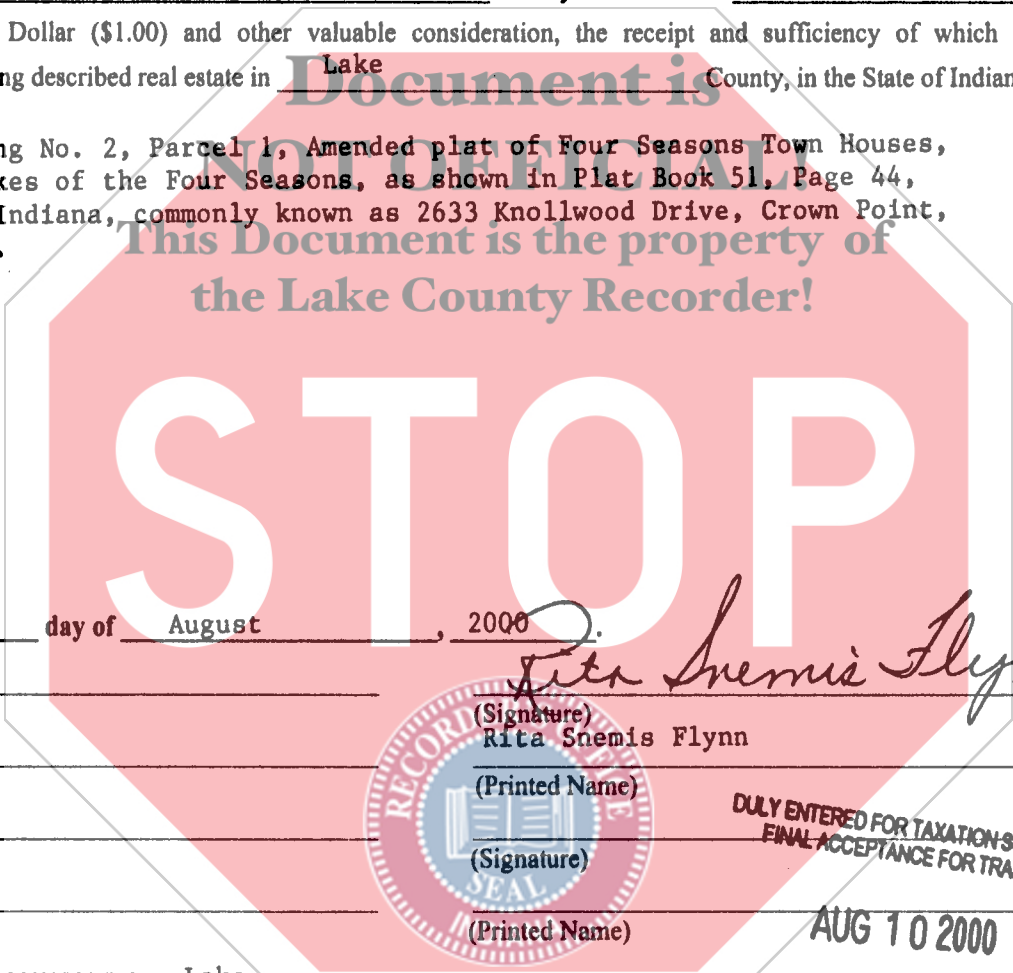 Dollar ($1.00) and other valuable consideration, the receipt and sufficiency of which
ng described real estate in Lake County, in the State of Indian
Document is
NOT OFFICIAL!
This Document is the property of
the Lake County Recorder!
ng No. 2, Parcel 1, Amended plat of Four Seasons Town Houses,
kes of the Four Seasons, as shown in Plat Book 51, Page 44,
Indiana, commonly known as 2633 Knollwood Drive, Crown Point,
STOP
day of August, 2000.
Rita Snemis Fly
(Signature)
Rita Snemis Flynn
(Printed Name)
(Signature)
(Printed Name)
RECORDER'S OFFICE
SEAL
INDIANA
DULY ENTERED FOR TAXATION S
FINAL ACCEPTANCE FOR TRA
AUG 10 2000
Lake